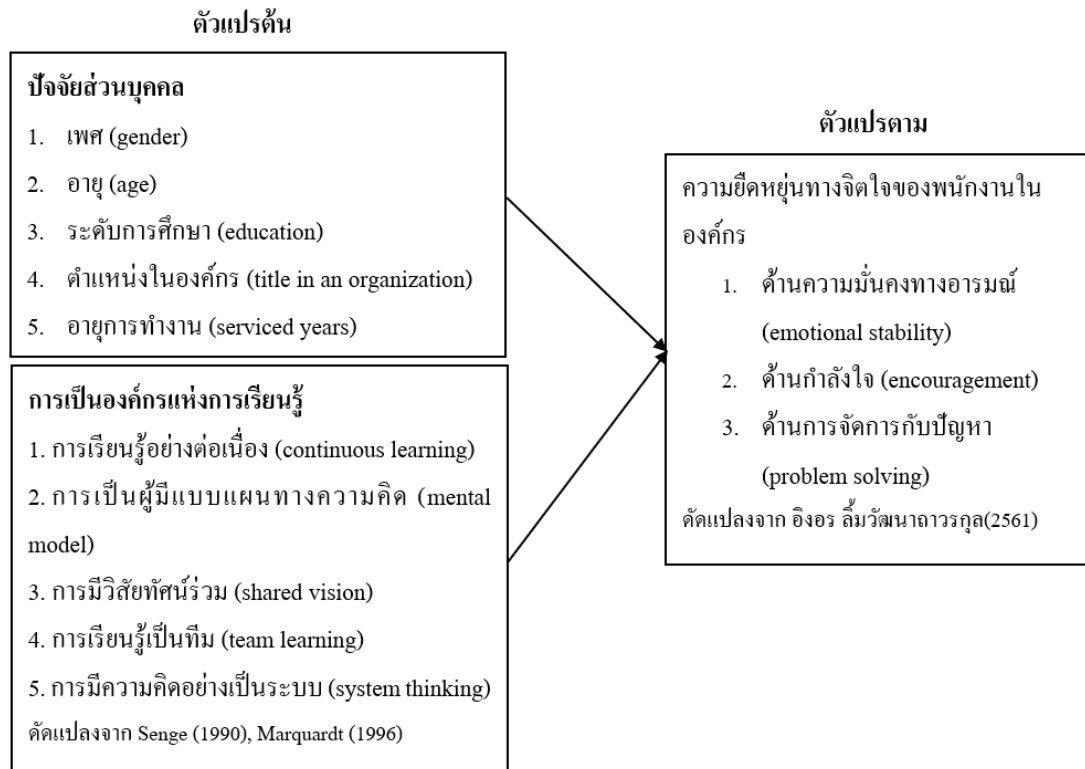 ตัวแปรต้น
ปัจจัยส่วนบุคคล
1. เพศ (gender)
2. อายุ (age)
3. ระดับการศึกษา (education)
4. ตำแหน่งในองค์กร (title in an organization)
5. อายุการทำงาน (serviced years)
การเป็นองค์กรแห่งการเรียนรู้
1. การเรียนรู้อย่างต่อเนื่อง (continuous learning)
2. การเป็นผู้มีแบบแผนทางความคิด (mental
model)
3. การมีวิสัยทัศน์ร่วม (shared vision)
4. การเรียนรู้เป็นทีม (team learning)
5. การมีความคิดอย่างเป็นระบบ (system thinking)
ดัดแปลงจาก Senge (1990), Marquardt (1996)
ตัวแปรตาม
ความยืดหยุ่นทางจิตใจของพนักงานใน
องค์กร
1. ด้านความมั่นคงทางอารมณ์
(emotional stability)
2. ด้านกำลังใจ (encouragement)
3. ด้านการจัดการกับปัญหา
(problem solving)
ดัดแปลงจาก อิงอร ลิ้มวัฒนาถาวรกุล(2561)